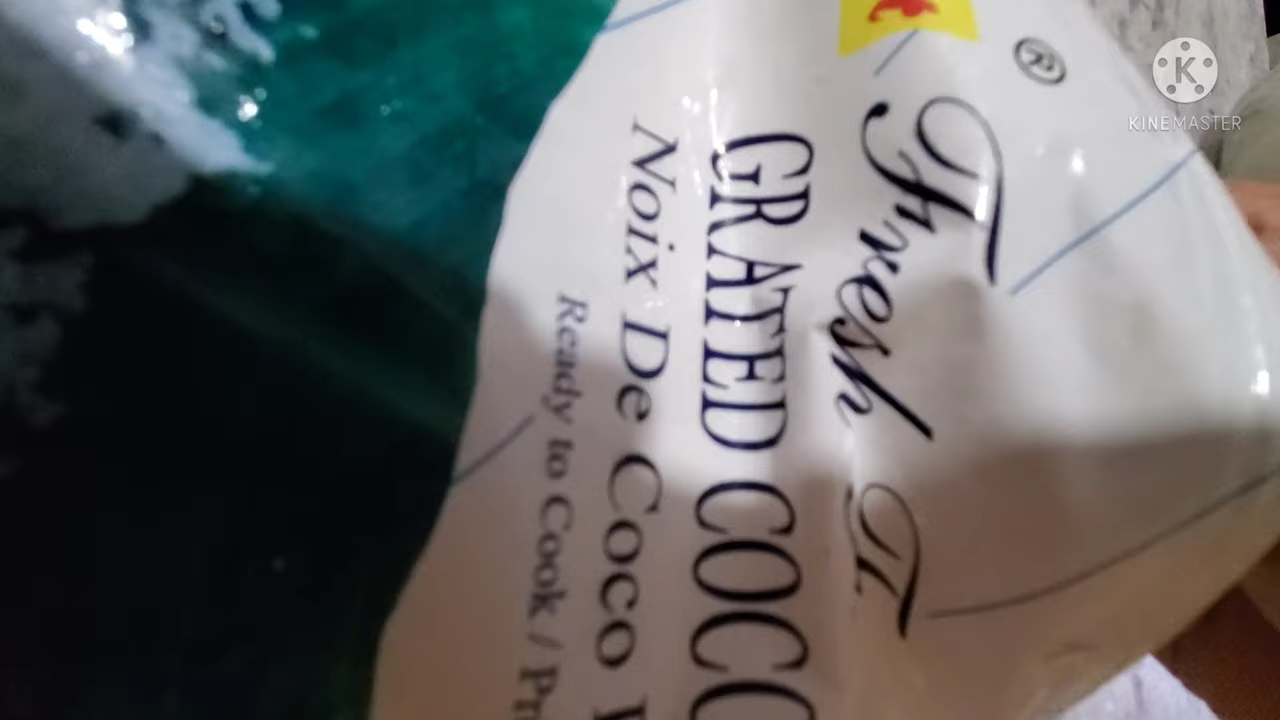 ®
Fresh
GRATED COCO
Noix De Coco
Ready to Cook /
K
KINEMASTER